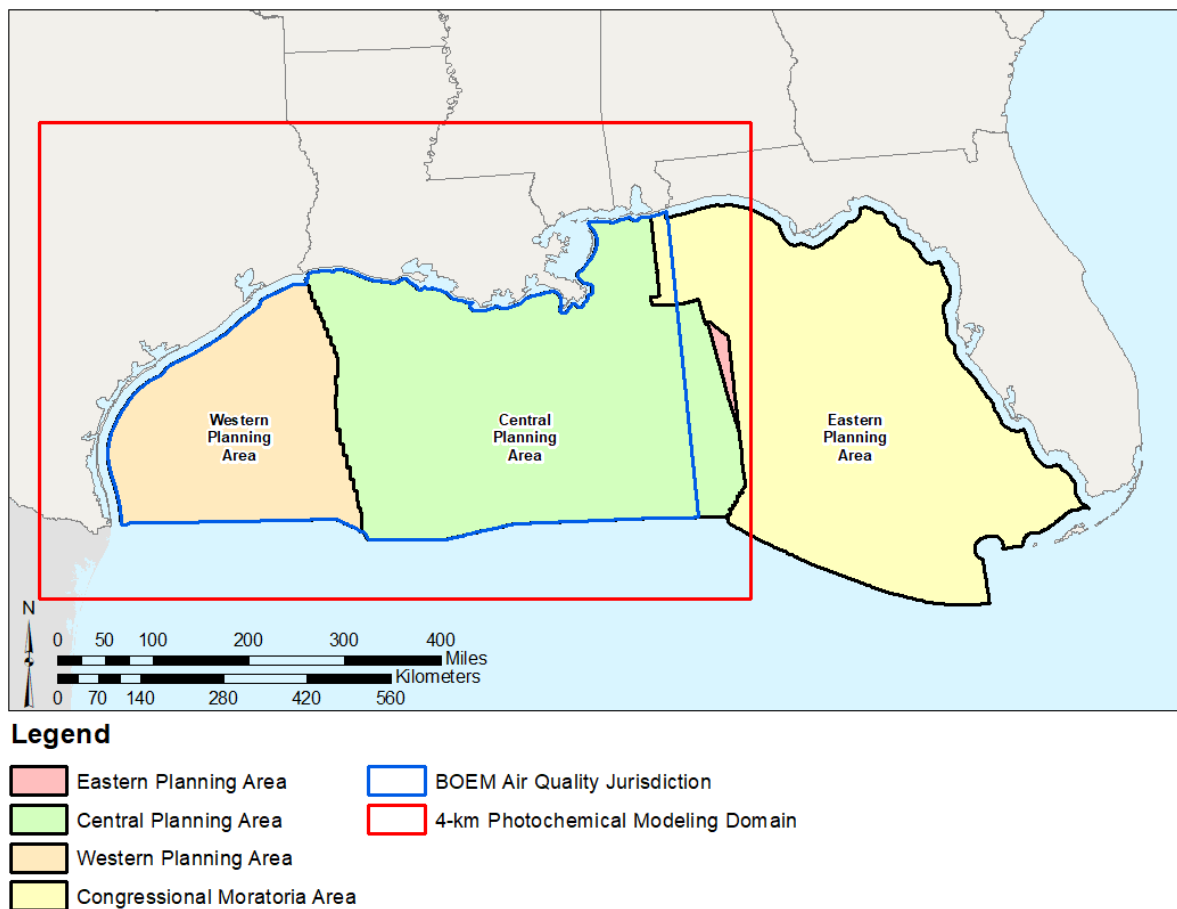 Western
Planning
Area
Central
Planning
Area
Eastern
Planning
Area
N
0 50 100 200 300 400
Miles
Kilometers
0 70 140 280 420 560
Legend
Eastern Planning Area
Central Planning Area
Western Planning Area
Congressional Moratoria Area
BOEM Air Quality Jurisdiction
4-km Photochemical Modeling Domain